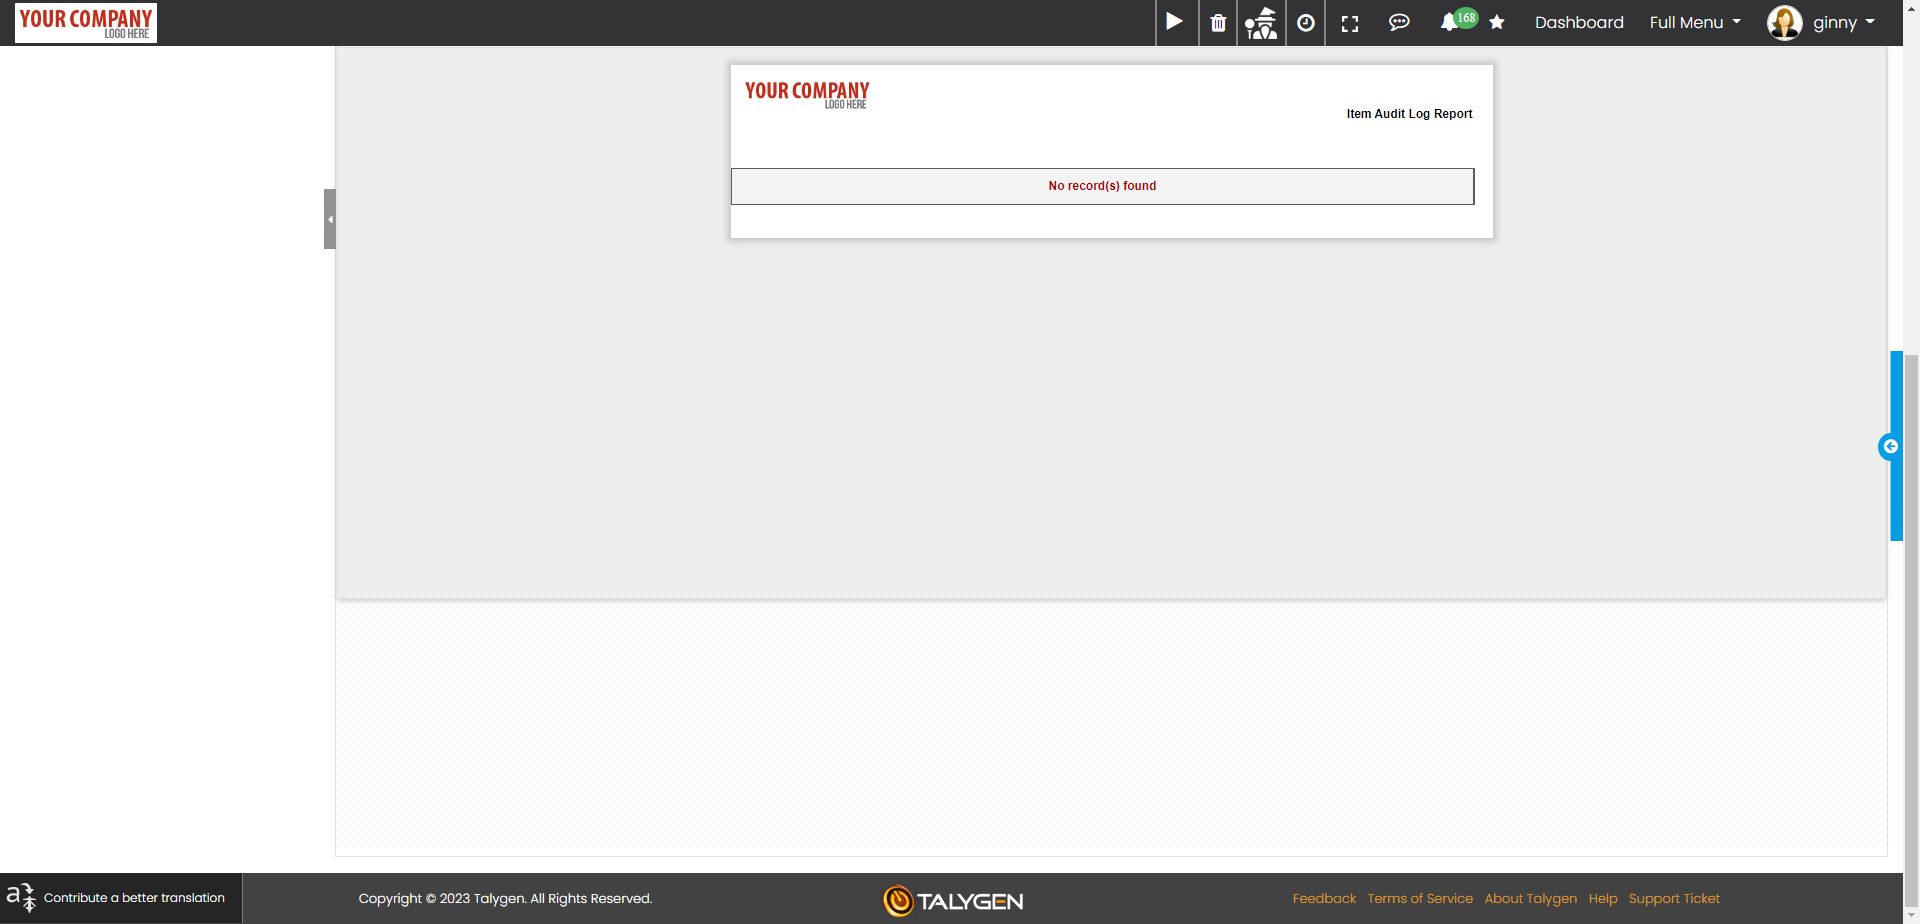 YOUR COMPANY
LOGO HERE
168
Dashboard
Full Menu
ginny
YOUR COMPANY
LOGO HERE
Item Audit Log Report
No record(s) found
a
Contribute a better translation
Copyright © 2023 Talygen. All Rights Reserved.
TALYGEN
Feedback Terms of Service About Talygen Help Support Ticket